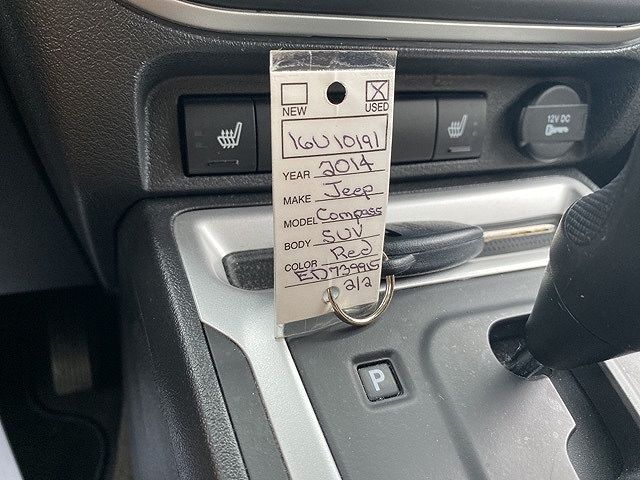 NEW USED
16U10191
YEAR 2014
MAKE Jeep
MODEL Compass
BODY SUV
COLOR Red
ED739915
2/2
12V DC
P